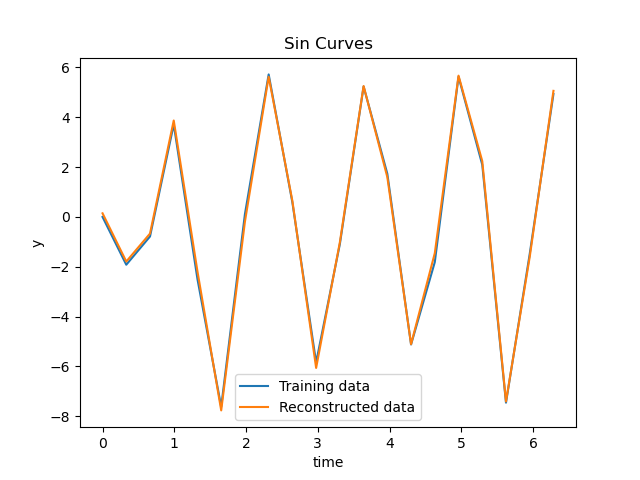 Sin Curves
6
4
2
0
−2
−4
−6
−8
y
Training data
Reconstructed data
0 1 2 3 4 5 6
time